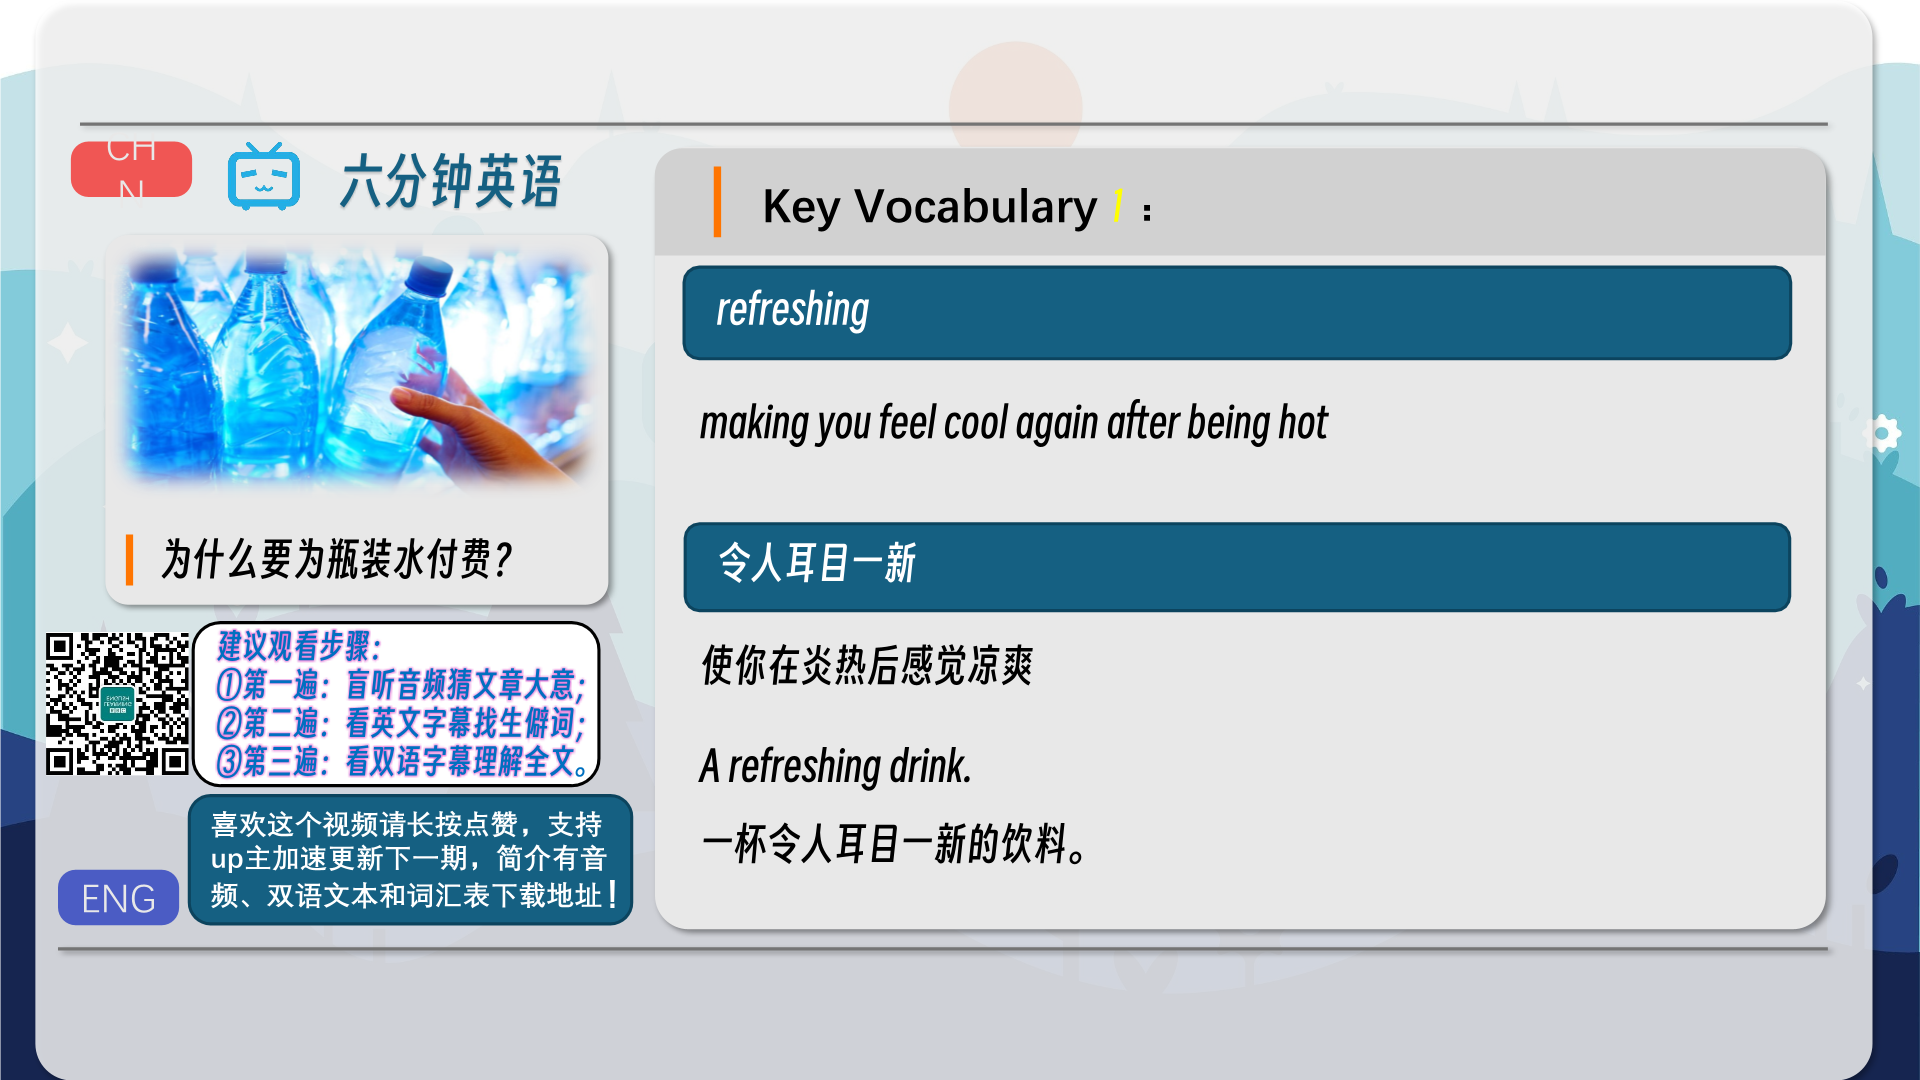 CH
N
六分钟英语
为什么要为瓶装水付费？
建议观看步骤：
①第一遍：盲听音频猜文章大意；
②第二遍：看英文字幕找生僻词；
③第三遍：看双语字幕理解全文。
喜欢这个视频请长按点赞，支持
up主加速更新下一期，简介有音
频、双语文本和词汇表下载地址！
ENG
Key Vocabulary 1：
refreshing
making you feel cool again after being hot
令人耳目一新
使你在炎热后感觉凉爽
A refreshing drink.
一杯令人耳目一新的饮料。